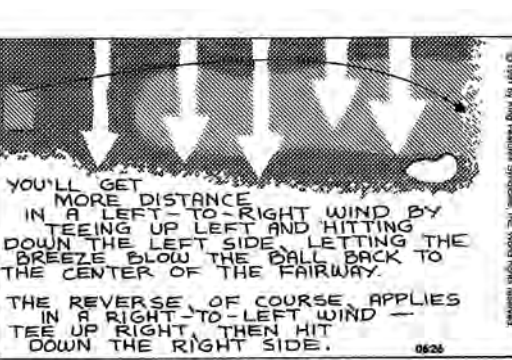 YOU'LL GET
MORE DISTANCE
IN A LEFT-TO-RIGHT WIND BY
TEEING UP LEFT AND HITTING
DOWN THE LEFT SIDE, LETTING THE
BREEZE BLOW THE BALL BACK TO
THE CENTER OF THE FAIRWAY.
THE REVERSE, OF COURSE, APPLIES
IN A RIGHT-TO-LEFT WIND —
TEE UP RIGHT, THEN HIT
DOWN THE RIGHT SIDE.
0626